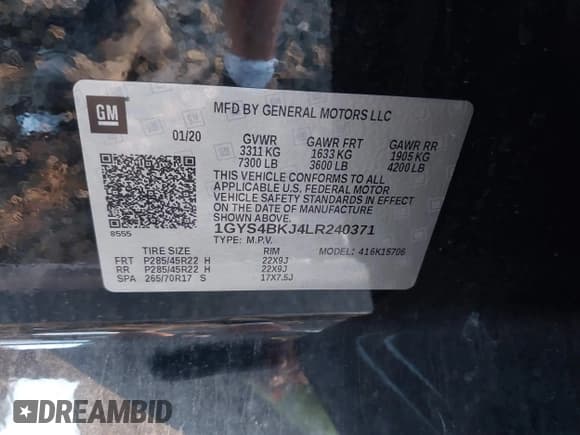 GM
MFD BY GENERAL MOTORS LLC
01/20 GVWR GAWR FRT GAWR RR
3311 KG 1633 KG 1905 KG
7300 LB 3600 LB 4200 LB
THIS VEHICLE CONFORMS TO ALL
APPLICABLE U.S. FEDERAL MOTOR
VEHICLE SAFETY STANDARDS IN
EFFECT ON THE DATE OF MANUFACTURE
SHOWN ABOVE.
1GYS4BKJ4LR240371
8555 TYPE: M.P.V. MODEL: 416K15706
TIRE SIZE RIM
FRT P285/45R22 H 22X9J
RR P285/45R22 H 22X9J
SPA 265/70R17 S 17X7.5J
DREAMBID